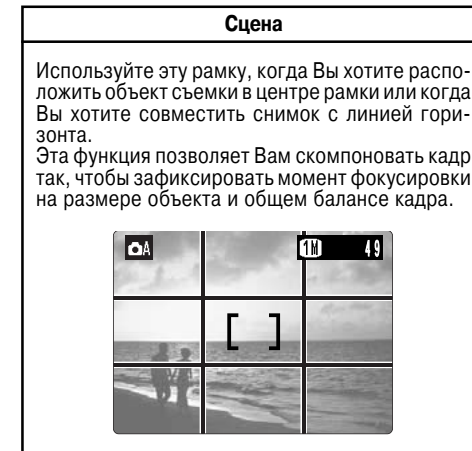 Сцена
Используйте эту рамку, когда Вы хотите распо-
ложить объект съемки в центре рамки или когда
Вы хотите совместить снимок с линией гори-
зонта.
Эта функция позволяет Вам скомпоновать кадр
так, чтобы зафиксировать момент фокусировки
на размере объекта и общем балансе кадра.
A 1M 49